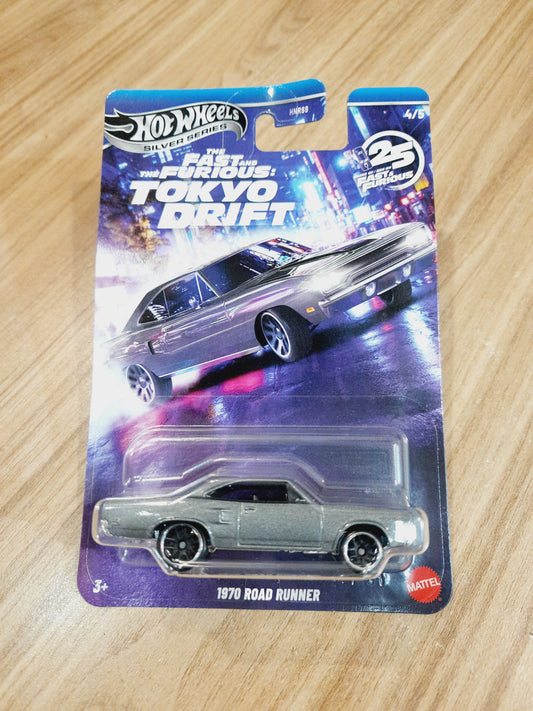 HOT WHEELS
SILVER SERIES
HNR88
4/5
THE
FAST AND
THE FURIOUS:
TOKYO
DRIFT
25
FAST &
FURIOUS
3+
1970 ROAD RUNNER
MATTEL